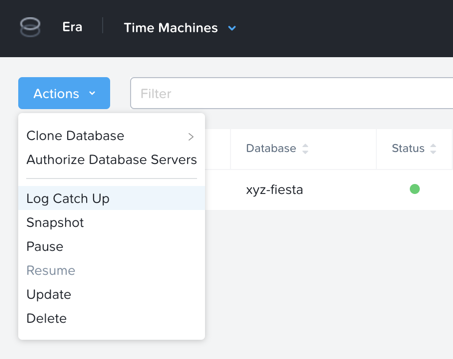 Era
Time Machines
Actions
Filter
Clone Database
Authorize Database Servers
Log Catch Up
Snapshot
Pause
Resume
Update
Delete
Database
Status
xyz-fiesta